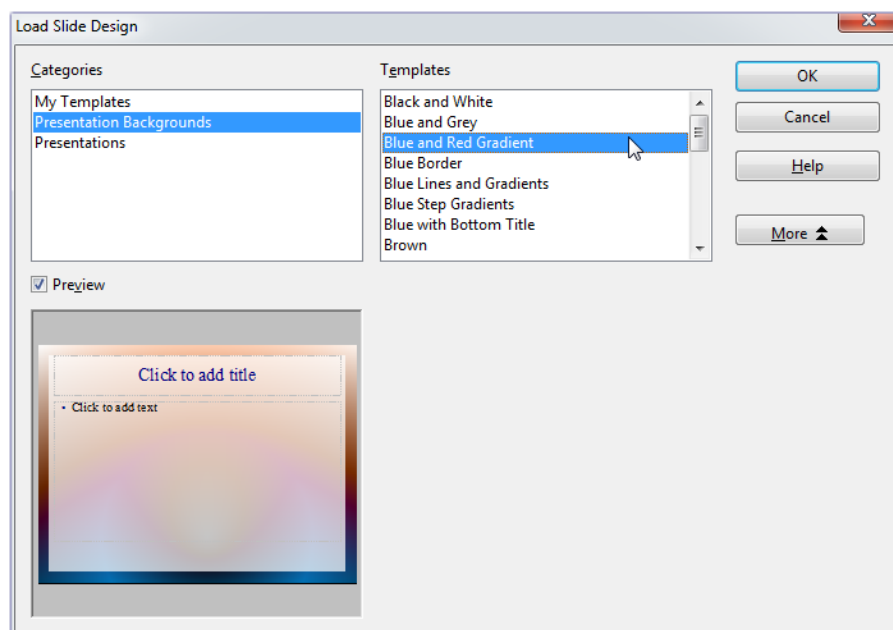 Load Slide Design
Categories
My Templates
Presentation Backgrounds
Presentations
Templates
Black and White
Blue and Grey
Blue and Red Gradient
Blue Border
Blue Lines and Gradients
Blue Step Gradients
Blue with Bottom Title
Brown
OK
Cancel
Help
More
Preview
Click to add title
• Click to add text